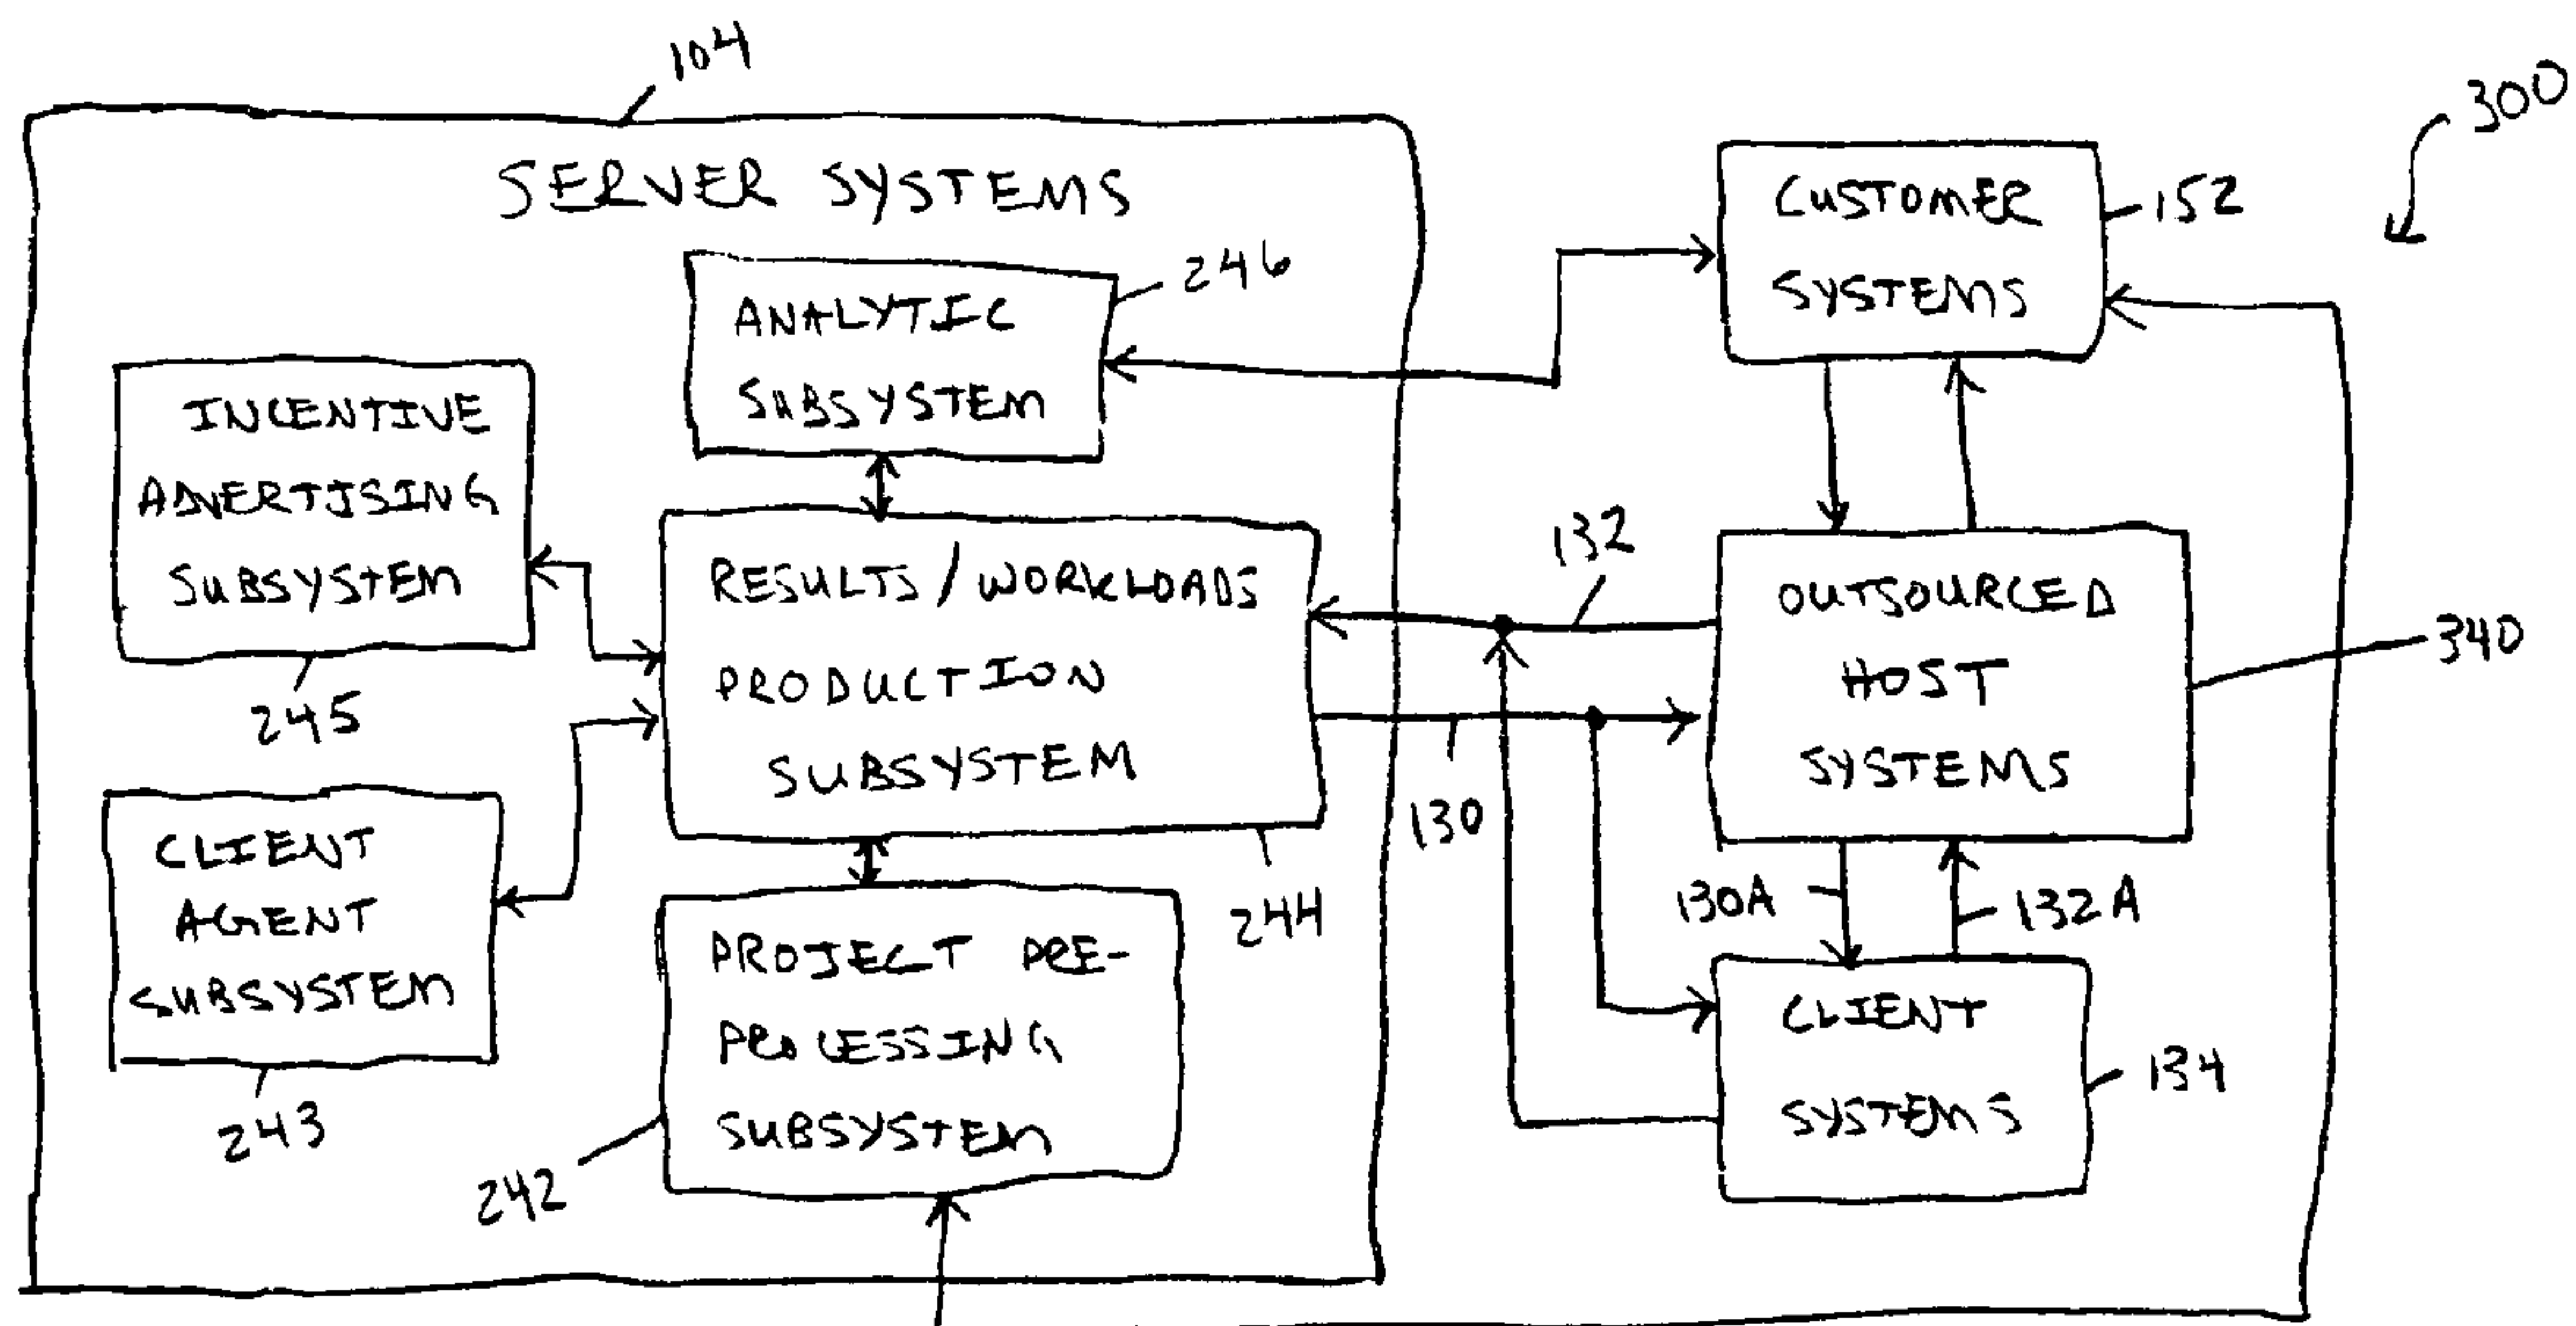 104
300
SERVER SYSTEMS
CUSTOMER
SYSTEMS
152
246
ANALYTIC
SUBSYSTEM
INCENTIVE
ADVERTISING
SUBSYSTEM
245
RESULTS / WORKLOADS
PRODUCTION
SUBSYSTEM
244
132
130
OUTSOURCED
HOST
SYSTEMS
340
CLIENT
AGENT
SUBSYSTEM
243
PROJECT PRE-
PROCESSING
SUBSYSTEM
242
130A
132A
CLIENT
SYSTEMS
134